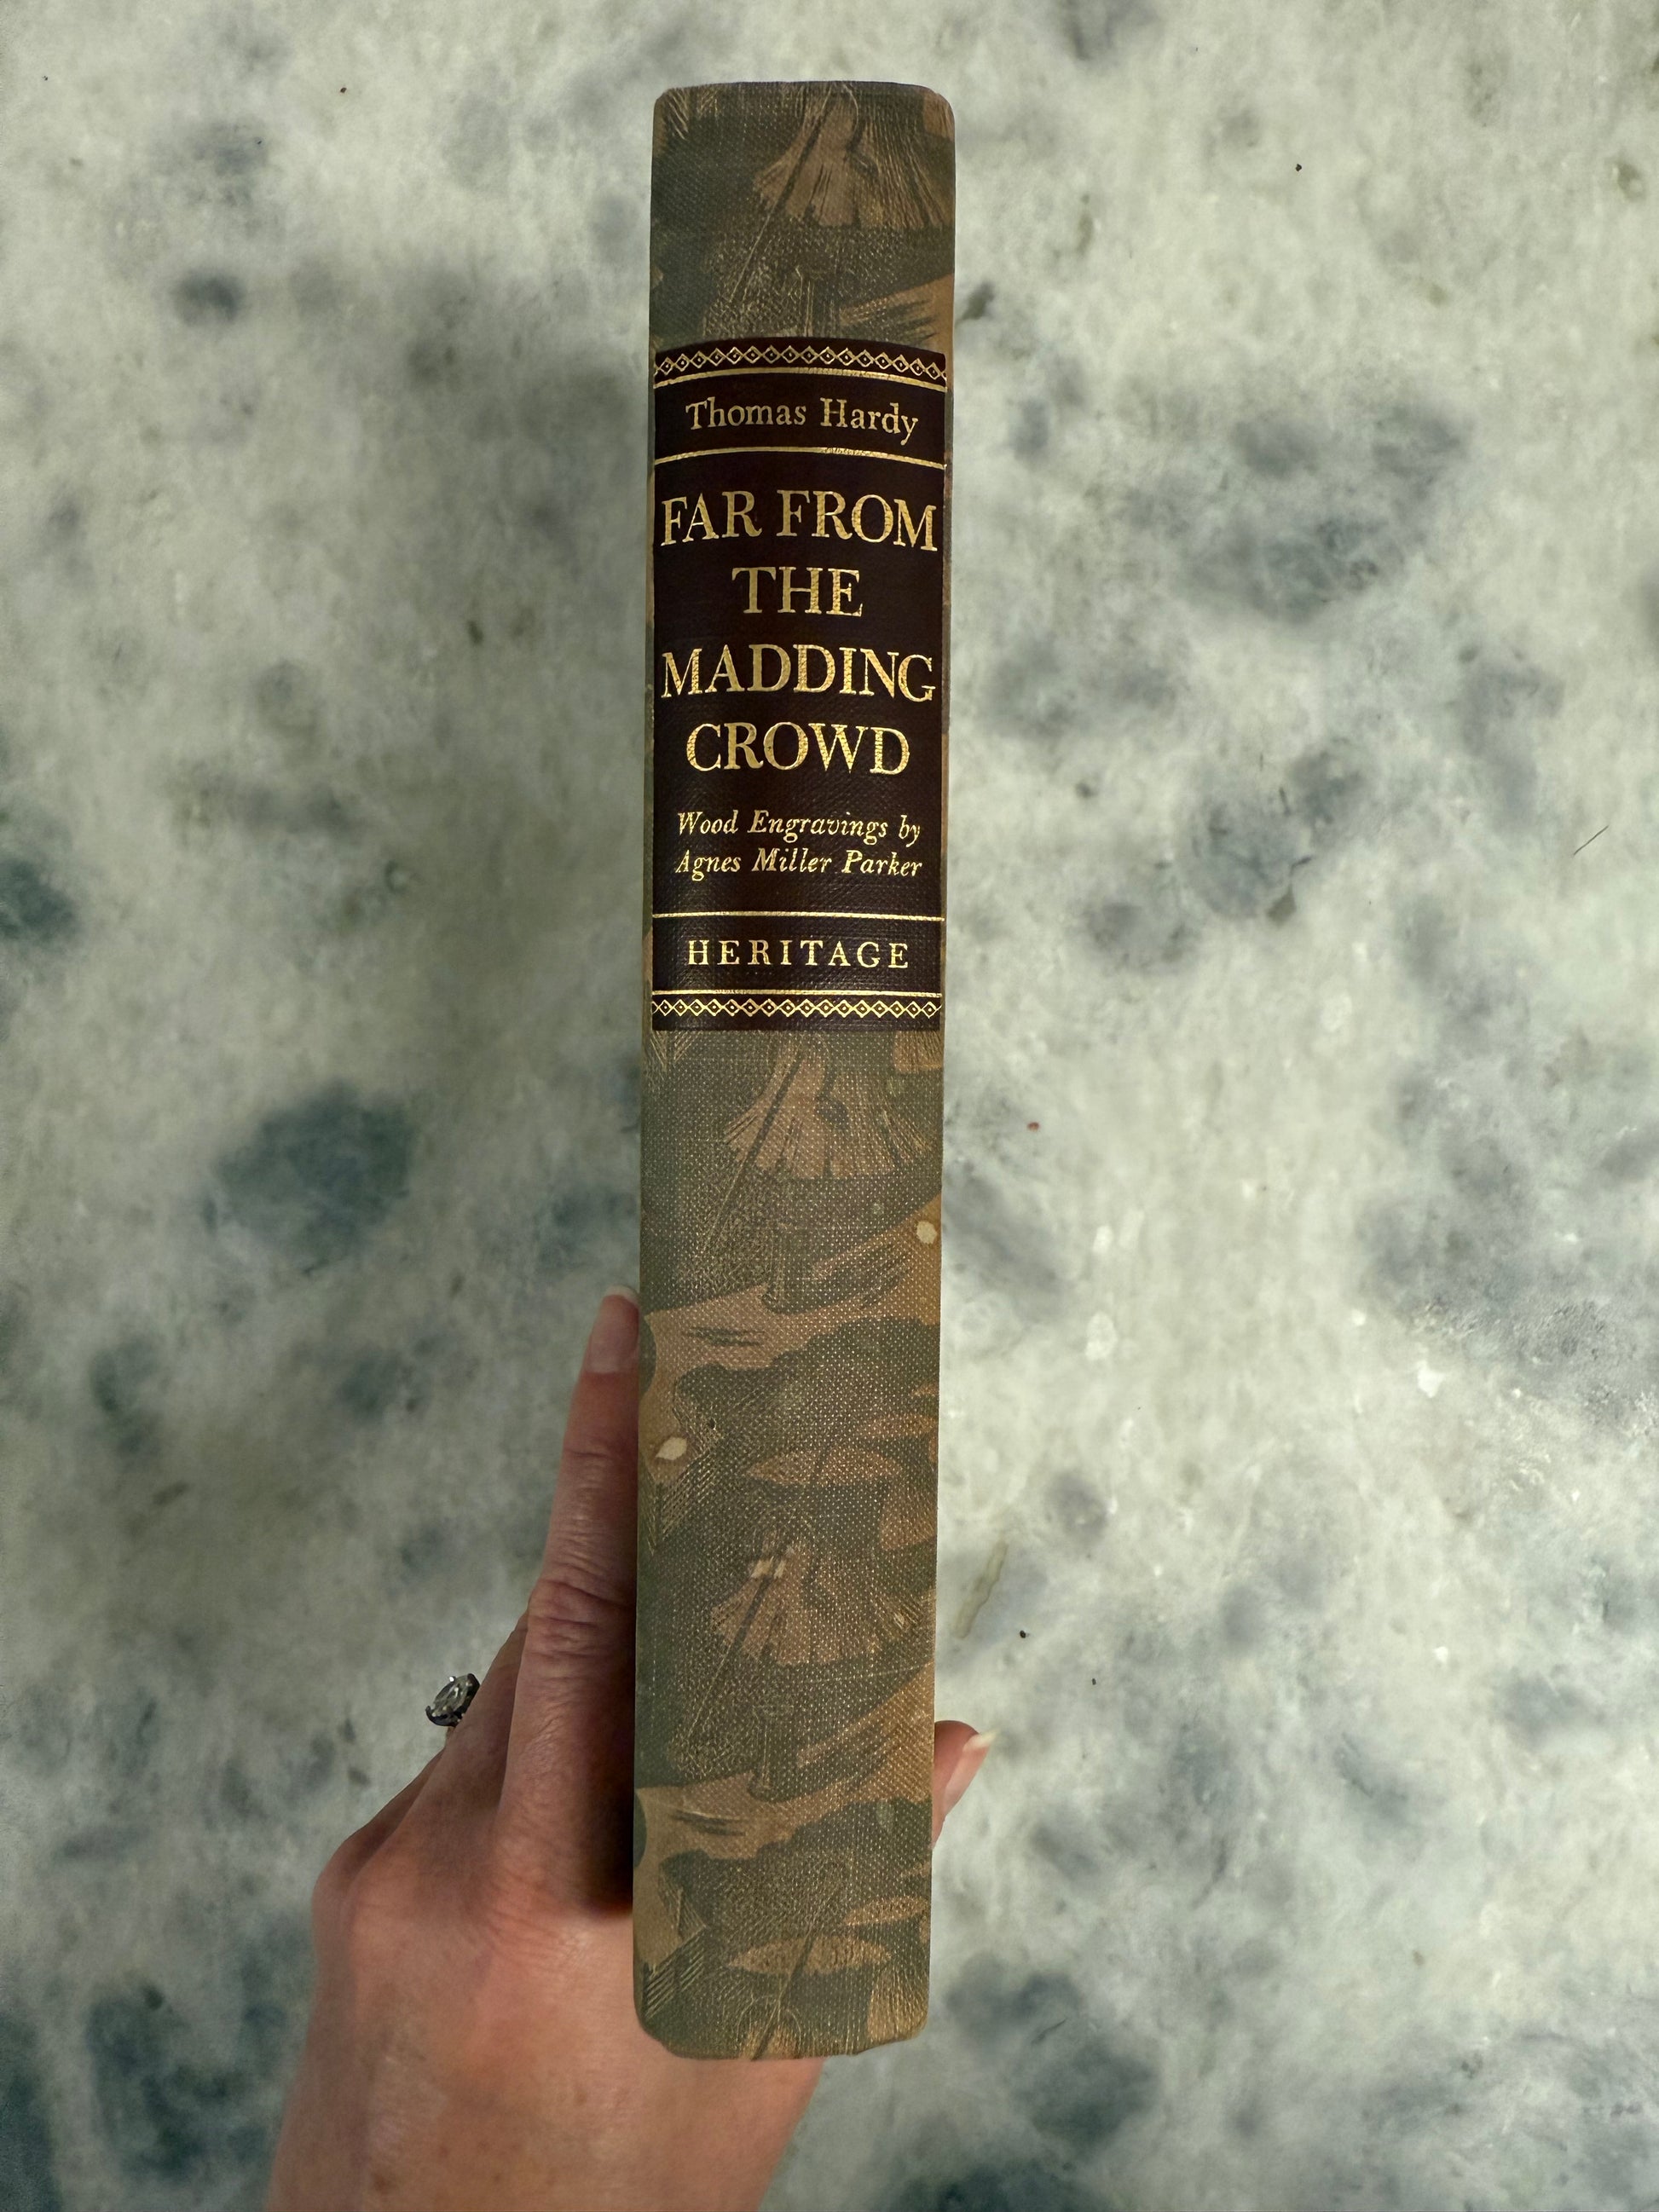 Thomas Hardy
FAR FROM
THE
MADDING
CROWD
Wood Engravings by
Agnes Miller Parker
HERITAGE